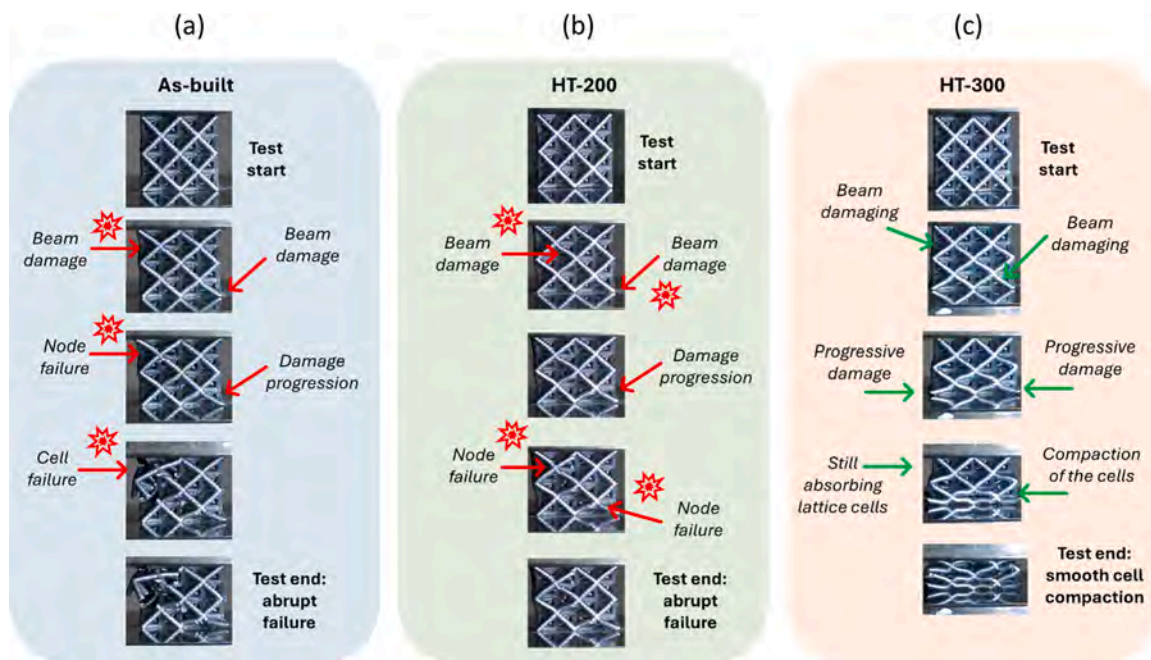 (a)
As-built
Test
start
Beam
damage
Beam
damage
Node
failure
Damage
progression
Cell
failure
Test end:
abrupt
failure
(b)
HT-200
Test
start
Beam
damage
Beam
damage
Damage
progression
Node
failure
Node
failure
Test end:
abrupt
failure
(c)
HT-300
Test
start
Beam
damaging
Beam
damaging
Progressive
damage
Progressive
damage
Still
absorbing
lattice cells
Compaction
of the cells
Test end:
smooth cell
compaction